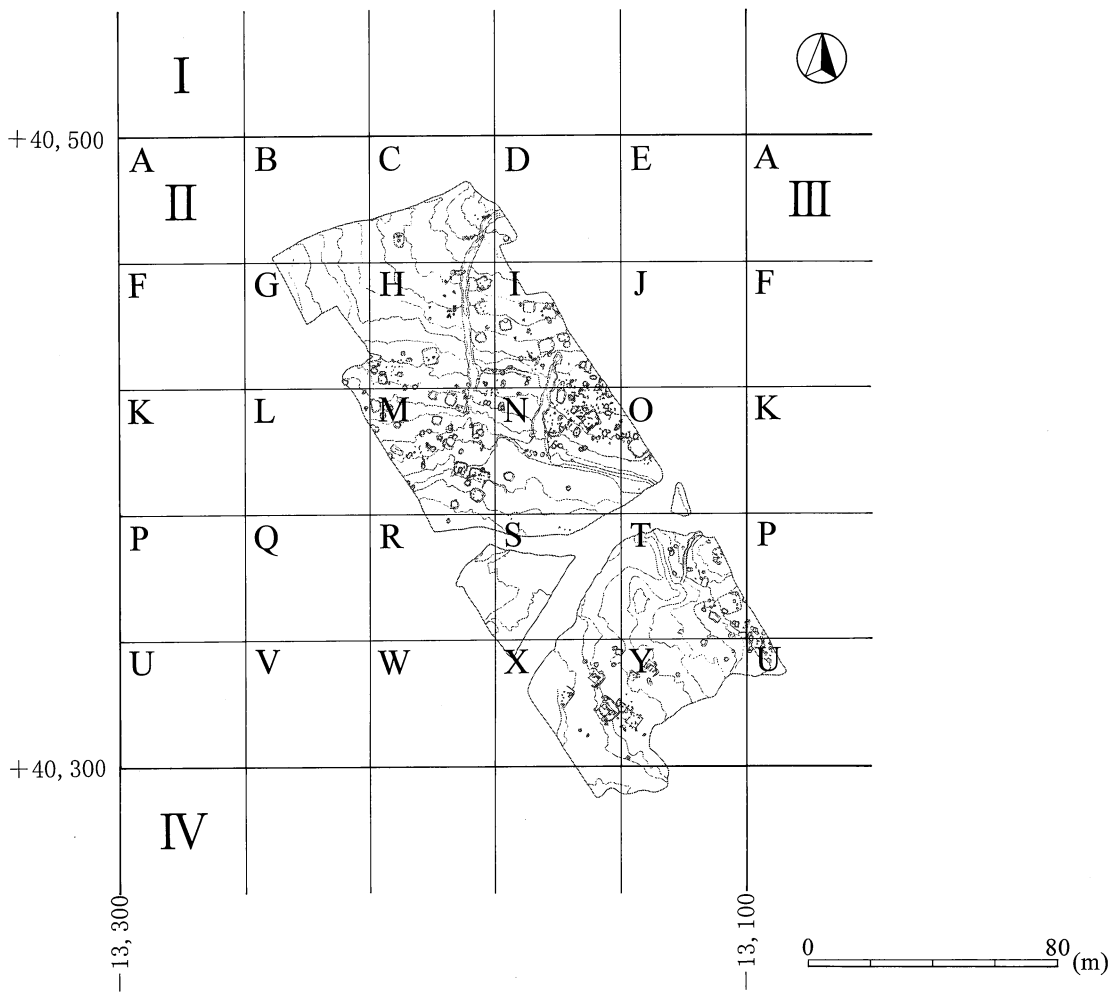 I
+40, 500
A B C D E A
II III
F G H I J F
K L M N O K
P Q R S T P
U V W X Y U
+40, 300
IV
−13, 300
−13, 100
0 80 (m)